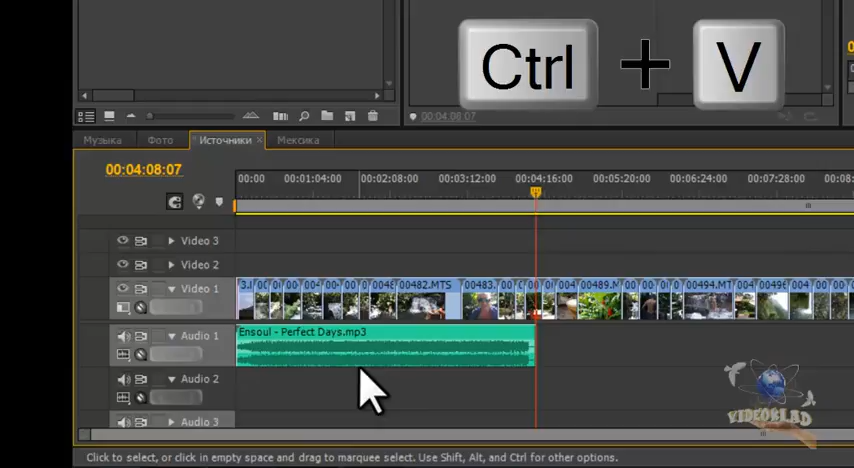 Ctrl + V
00:04:08:07
Музыка Фото Источники × Мексика
00:04:08:07
00:00 00:01:04:00 00:02:08:00 00:03:12:00 00:04:16:00 00:05:20:00 00:06:24:00 00:07:28:00
Video 3
Video 2
Video 1
00482.MTS 00483. 00489.M 00494.MT
Audio 1
Ensoul - Perfect Days.mp3
Audio 2
Audio 3
VIDEOKLAD
Click to select, or click in empty space and drag to marquee select. Use Shift, Alt, and Ctrl for other options.